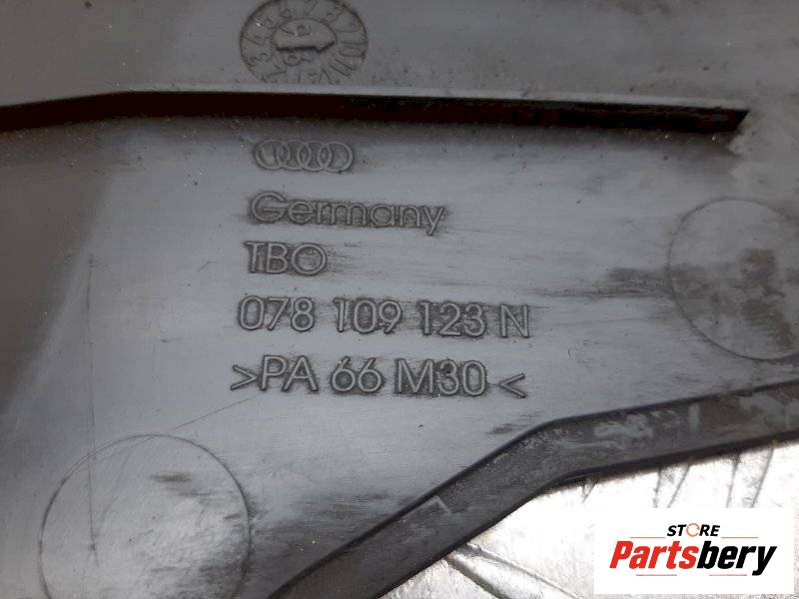 Germany
TBO
078 109 123 N
>PA 66 M30<
STORE
Partsbery